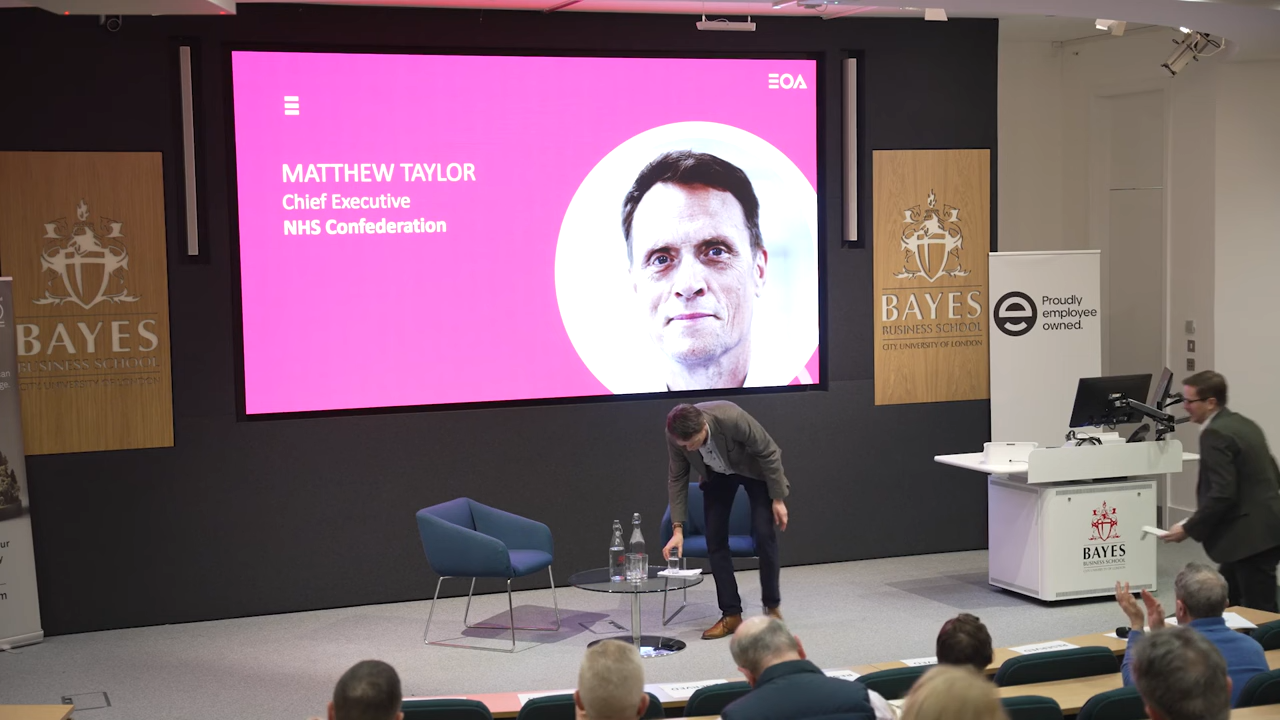 EOA
MATTHEW TAYLOR
Chief Executive
NHS Confederation
BAYES
BUSINESS SCHOOL
BAYES
BUSINESS SCHOOL
CITY, UNIVERSITY OF LONDON
Proudly
employee
owned.
BAYES
BUSINESS SCHOOL